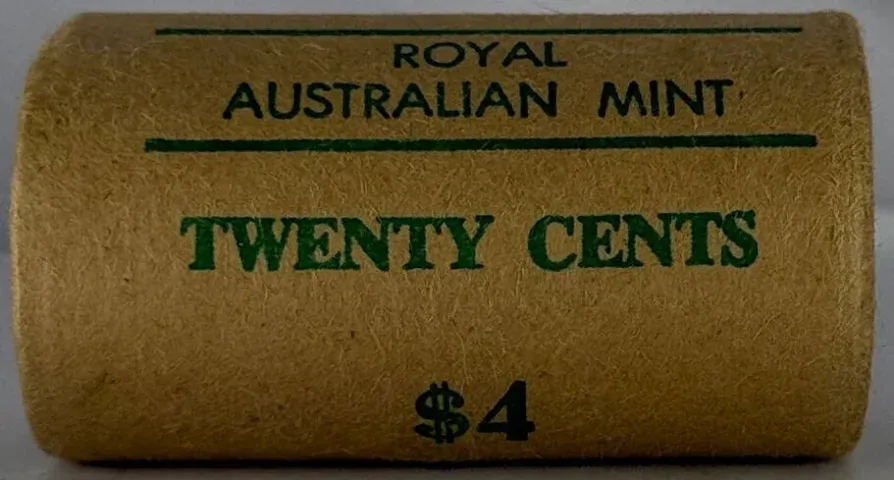 ROYAL
AUSTRALIAN MINT
TWENTY CENTS
$4